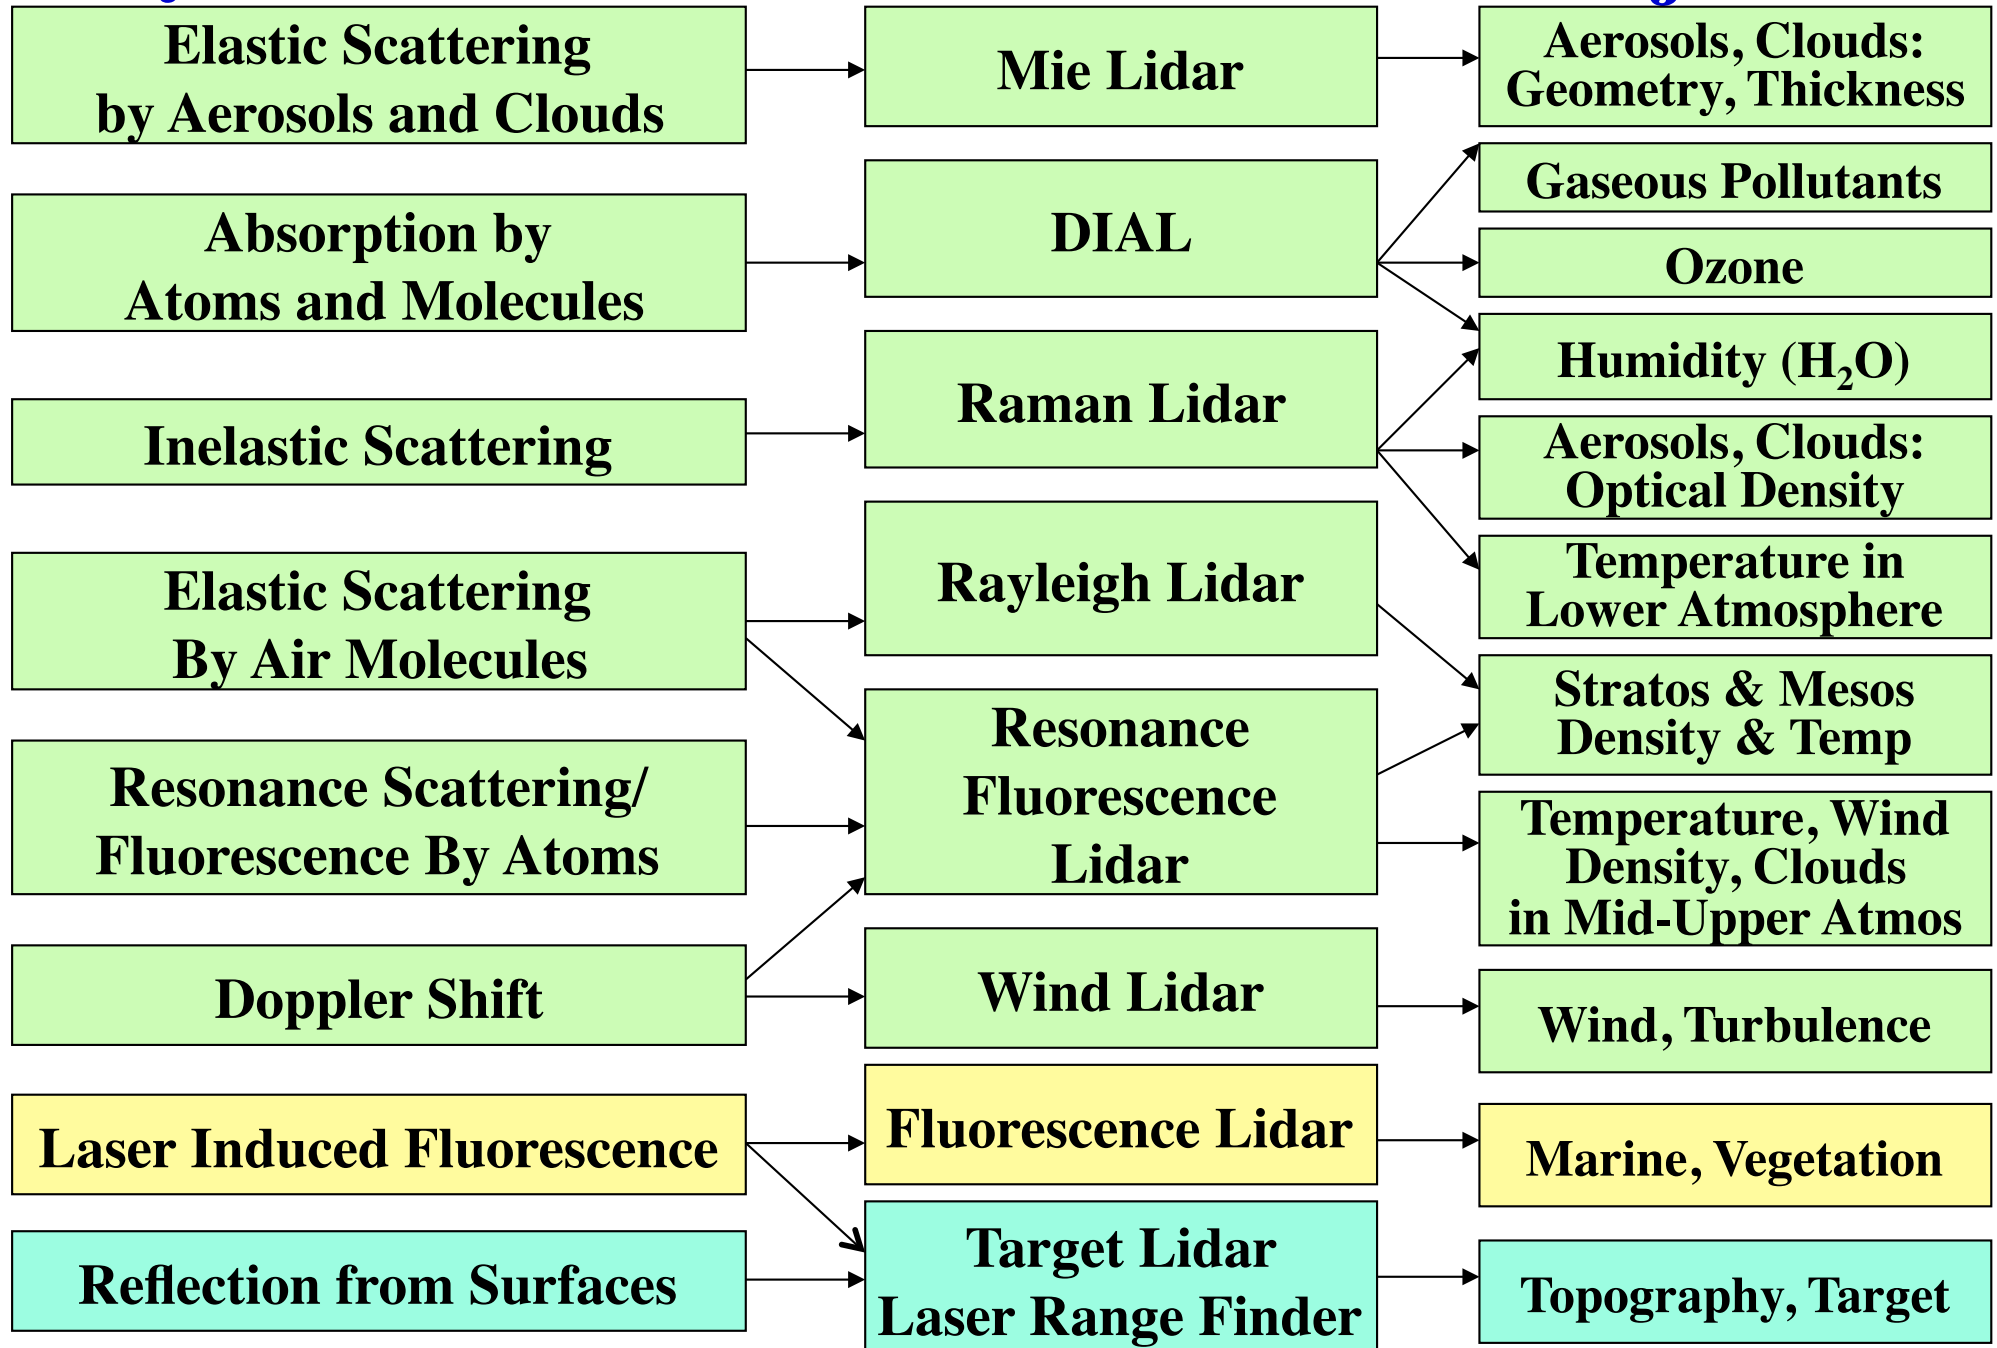 Elastic Scattering
by Aerosols and Clouds
Mie Lidar
Aerosols, Clouds:
Geometry, Thickness
Absorption by
Atoms and Molecules
DIAL
Gaseous Pollutants
Ozone
Humidity (H₂O)
Inelastic Scattering
Raman Lidar
Aerosols, Clouds:
Optical Density
Temperature in
Lower Atmosphere
Elastic Scattering
By Air Molecules
Rayleigh Lidar
Stratos & Mesos
Density & Temp
Resonance Scattering/
Fluorescence By Atoms
Resonance
Fluorescence
Lidar
Temperature, Wind
Density, Clouds
in Mid-Upper Atmos
Doppler Shift
Wind Lidar
Wind, Turbulence
Laser Induced Fluorescence
Fluorescence Lidar
Marine, Vegetation
Reflection from Surfaces
Target Lidar
Laser Range Finder
Topography, Target